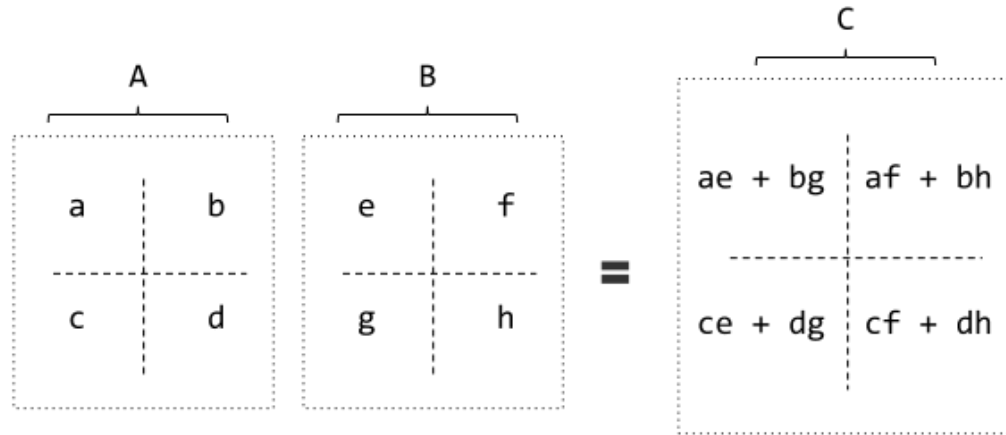 C
A B
ae + bg af + bh
a b e f
=
c d g h
ce + dg cf + dh